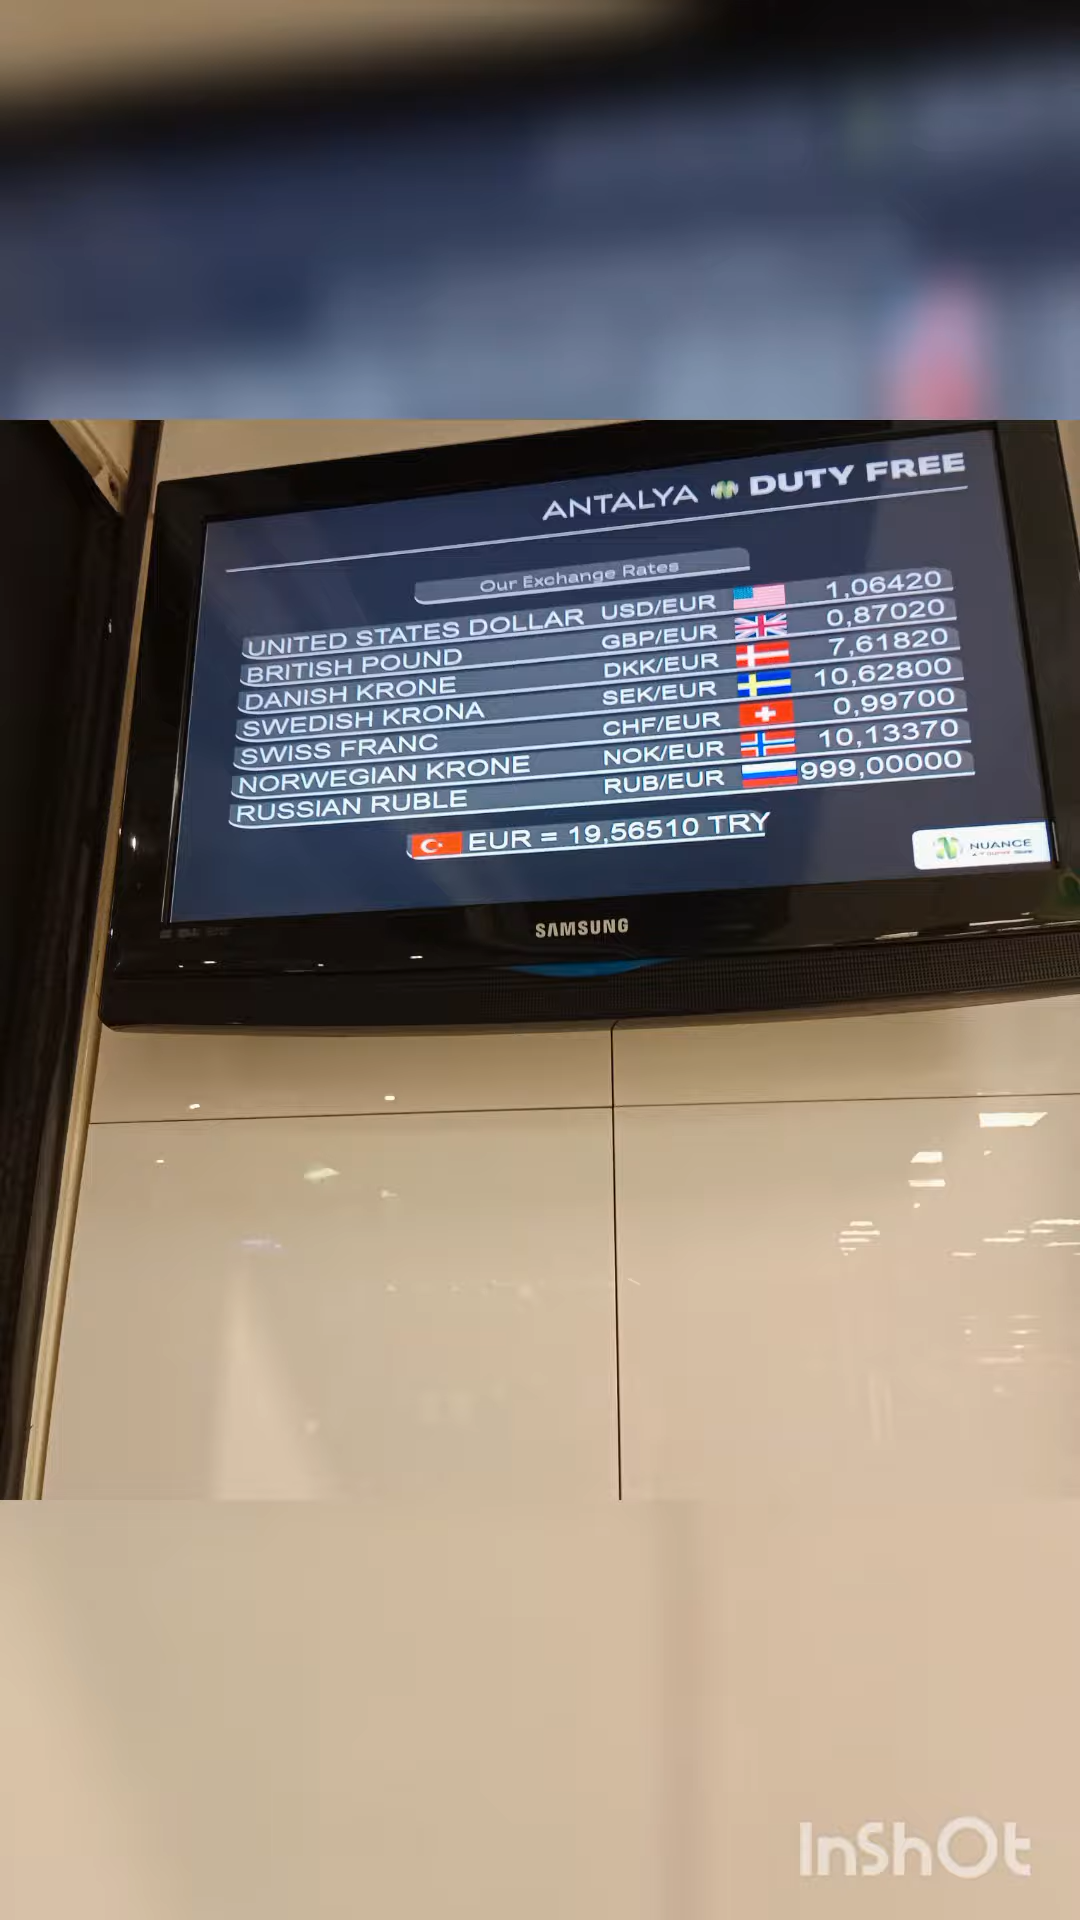 ANTALYA DUTY FREE
Our Exchange Rates
UNITED STATES DOLLAR USD/EUR 1,06420
BRITISH POUND GBP/EUR 0,87020
DANISH KRONE DKK/EUR 7,61820
SWEDISH KRONA SEK/EUR 10,62800
SWISS FRANC CHF/EUR 0,99700
NORWEGIAN KRONE NOK/EUR 10,13370
RUSSIAN RUBLE RUB/EUR 999,00000
EUR = 19,56510 TRY
NUANCE
SAMSUNG
InShOt